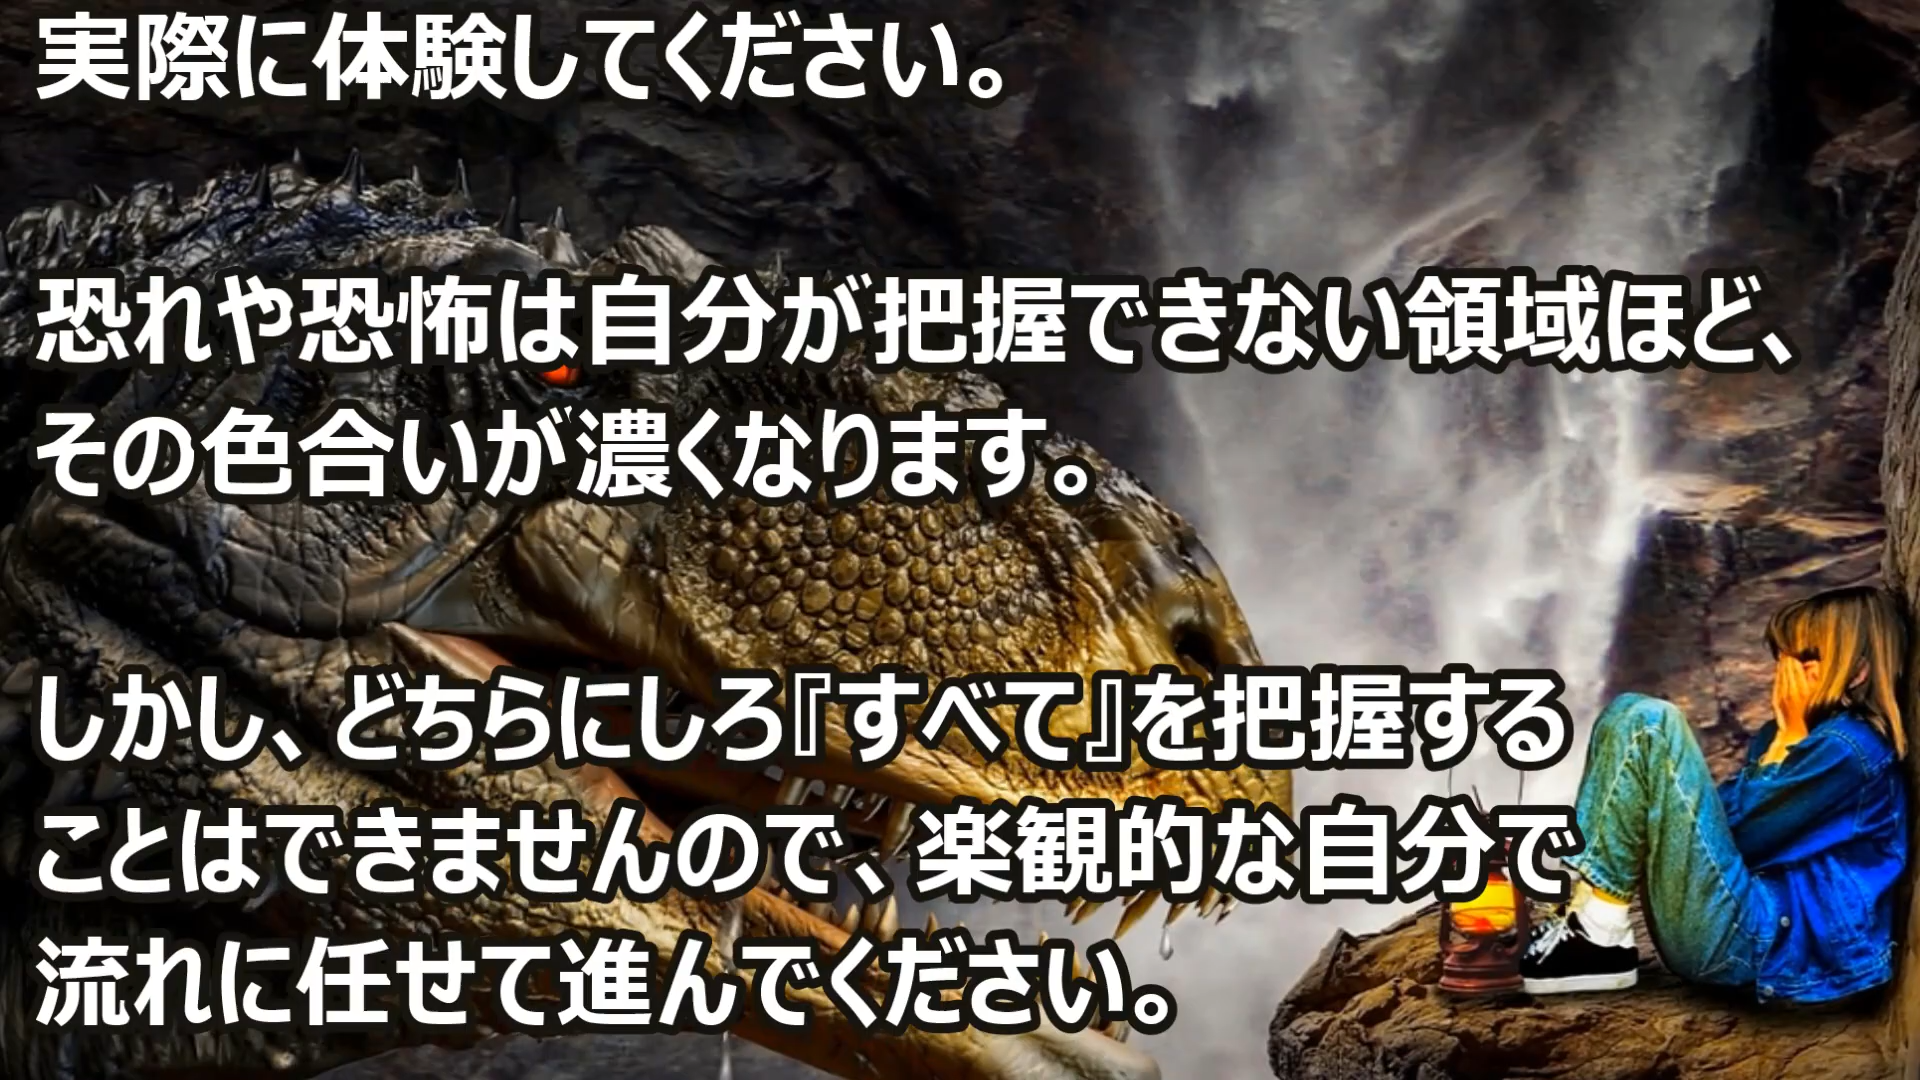 実際に体験してください。
恐れや恐怖は自分が把握できない領域ほど、
その色合いが濃くなります。
しかし、どちらにしろ『すべて』を把握する
ことはできませんので、楽観的な自分で
流れに任せて進んでください。